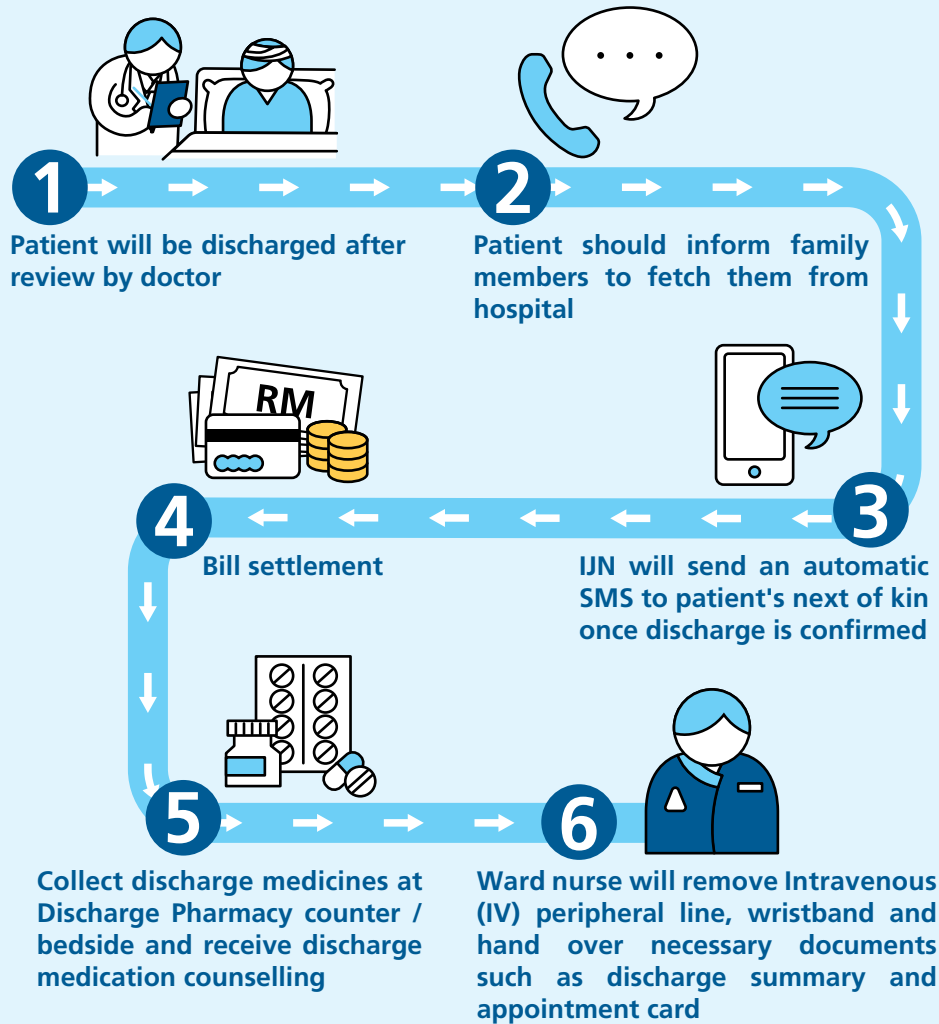 1
Patient will be discharged after
review by doctor
2
Patient should inform family
members to fetch them from
hospital
3
IJN will send an automatic
SMS to patient's next of kin
once discharge is confirmed
RM
4
Bill settlement
5
Collect discharge medicines at
Discharge Pharmacy counter /
bedside and receive discharge
medication counselling
6
Ward nurse will remove Intravenous
(IV) peripheral line, wristband and
hand over necessary documents
such as discharge summary and
appointment card